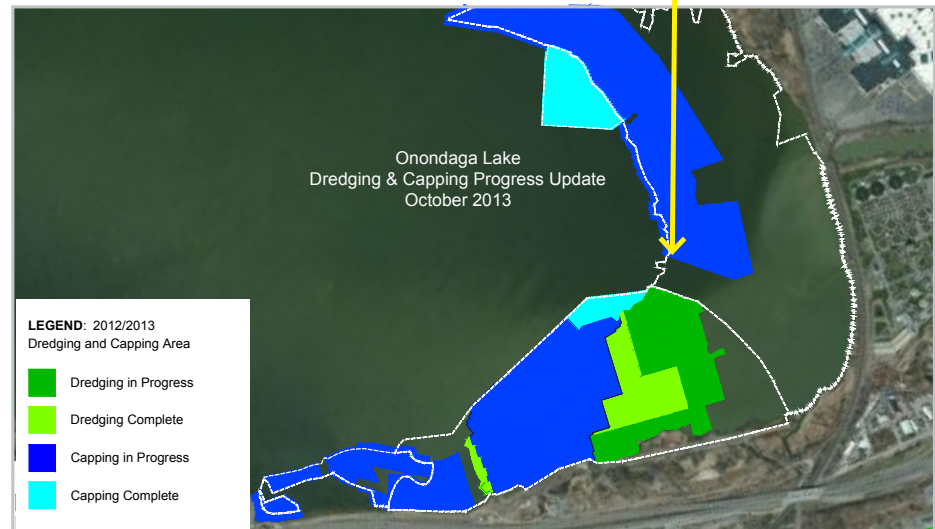 Onondaga Lake
Dredging & Capping Progress Update
October 2013
LEGEND: 2012/2013
Dredging and Capping Area
Dredging in Progress
Dredging Complete
Capping in Progress
Capping Complete